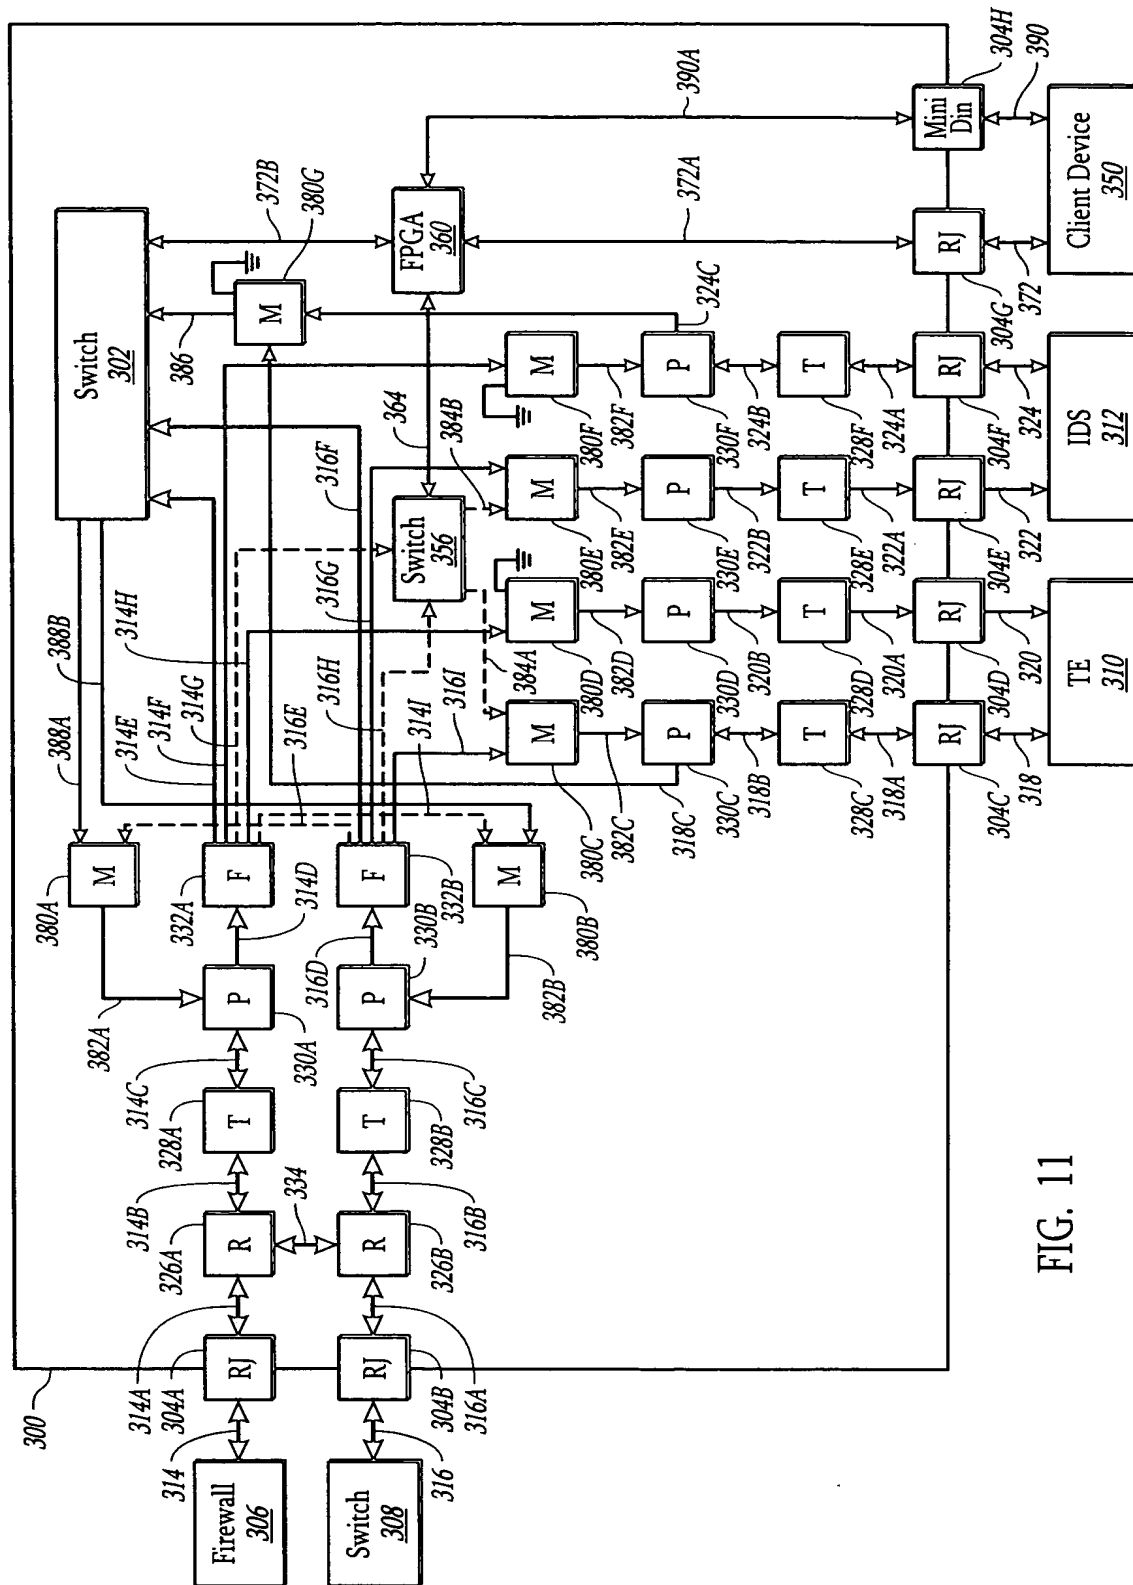 300
Firewall
306
314
304A
314A
RJ
326A
314B
R
328A
314C
T
330A
P
382A
380A
M
332A
F
314D
388A
388B
314E
314F
314G
314H
316E
316F
316G
316H
316I
314I
Switch
302
386
372B
M
380G
Switch
308
316
RJ
304B
316A
334
R
326B
316B
T
328B
316C
P
330B
316D
F
332B
M
380B
382B
364
FPGA
360
390A
372A
324C
Switch
356
384B
384A
M
380C
M
380D
M
380E
M
380F
382C
382D
382E
382F
318C
P
330C
P
330D
P
330E
P
330F
318B
320B
322B
324B
T
328C
T
328D
T
328E
T
328F
318A
320A
322A
324A
RJ
304C
RJ
304D
RJ
304E
RJ
304F
RJ
304G
Mini
Din
304H
318
320
322
324
372
390
TE
310
IDS
312
Client Device
350
FIG. 11